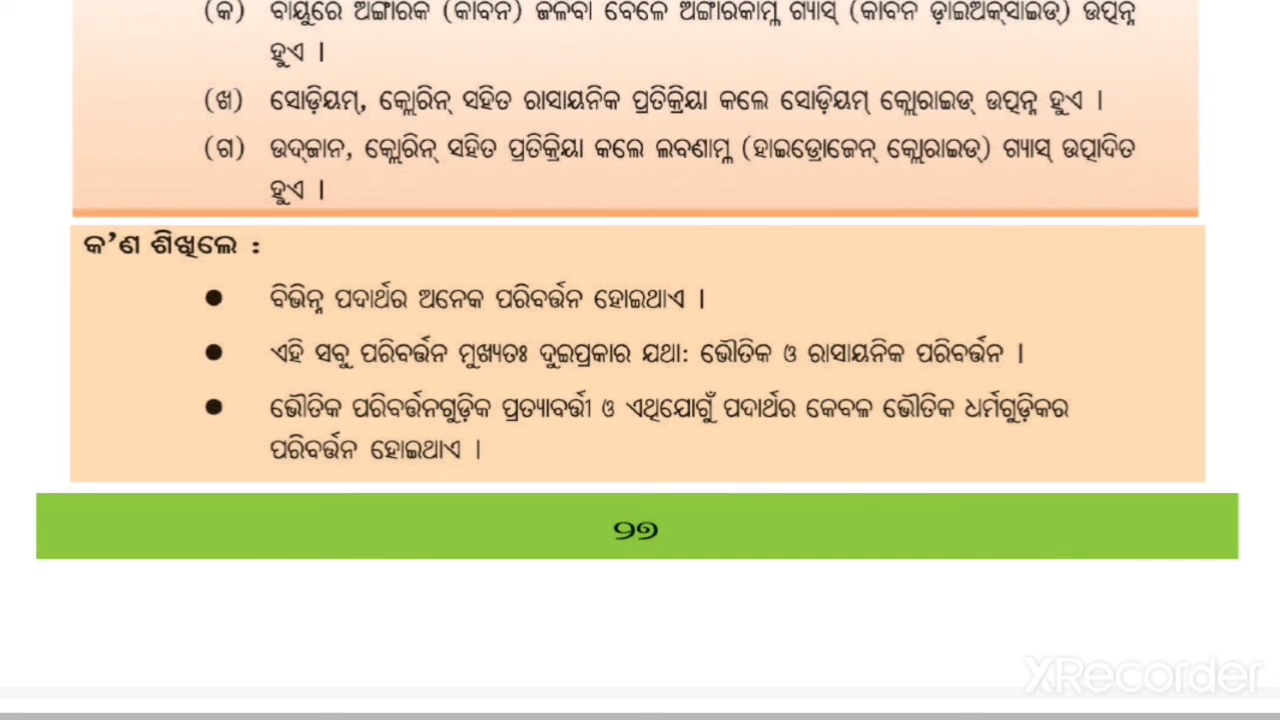 (କ) ବାୟୁରେ ଅଙ୍ଗାରକ (କାର୍ବନ) ଜଳିବା ବେଳେ ଅଙ୍ଗାରକାମ୍ଳ ଗ୍ୟାସ୍ (କାର୍ବନ ଡ଼ାଇଅକ୍‌ସାଇଡ୍) ଉତ୍ପନ୍ନ
ହୁଏ ।
(ଖ) ସୋଡ଼ିୟମ୍, କ୍ଲୋରିନ୍ ସହିତ ରାସାୟନିକ ପ୍ରତିକ୍ରିୟା କଲେ ସୋଡ଼ିୟମ୍ କ୍ଲୋରାଇଡ୍ ଉତ୍ପନ୍ନ ହୁଏ ।
(ଗ) ଉଦ୍‌ଜାନ, କ୍ଲୋରିନ୍ ସହିତ ପ୍ରତିକ୍ରିୟା କଲେ ଲବଣାମ୍ଳ (ହାଇଡ୍ରୋଜେନ୍ କ୍ଲୋରାଇଡ୍) ଗ୍ୟାସ୍ ଉତ୍ପାଦିତ
ହୁଏ ।
କ'ଣ ଶିଖିଲେ :
● ବିଭିନ୍ନ ପଦାର୍ଥର ଅନେକ ପରିବର୍ତ୍ତନ ହୋଇଥାଏ ।
● ଏହି ସବୁ ପରିବର୍ତ୍ତନ ମୁଖ୍ୟତଃ ଦୁଇପ୍ରକାର ଯଥା: ଭୌତିକ ଓ ରାସାୟନିକ ପରିବର୍ତ୍ତନ ।
● ଭୌତିକ ପରିବର୍ତ୍ତନଗୁଡ଼ିକ ପ୍ରତ୍ୟାବର୍ତ୍ତୀ ଓ ଏଥିଯୋଗୁଁ ପଦାର୍ଥର କେବଳ ଭୌତିକ ଧର୍ମଗୁଡ଼ିକର
ପରିବର୍ତ୍ତନ ହୋଇଥାଏ ।
୨୭
XRecorder